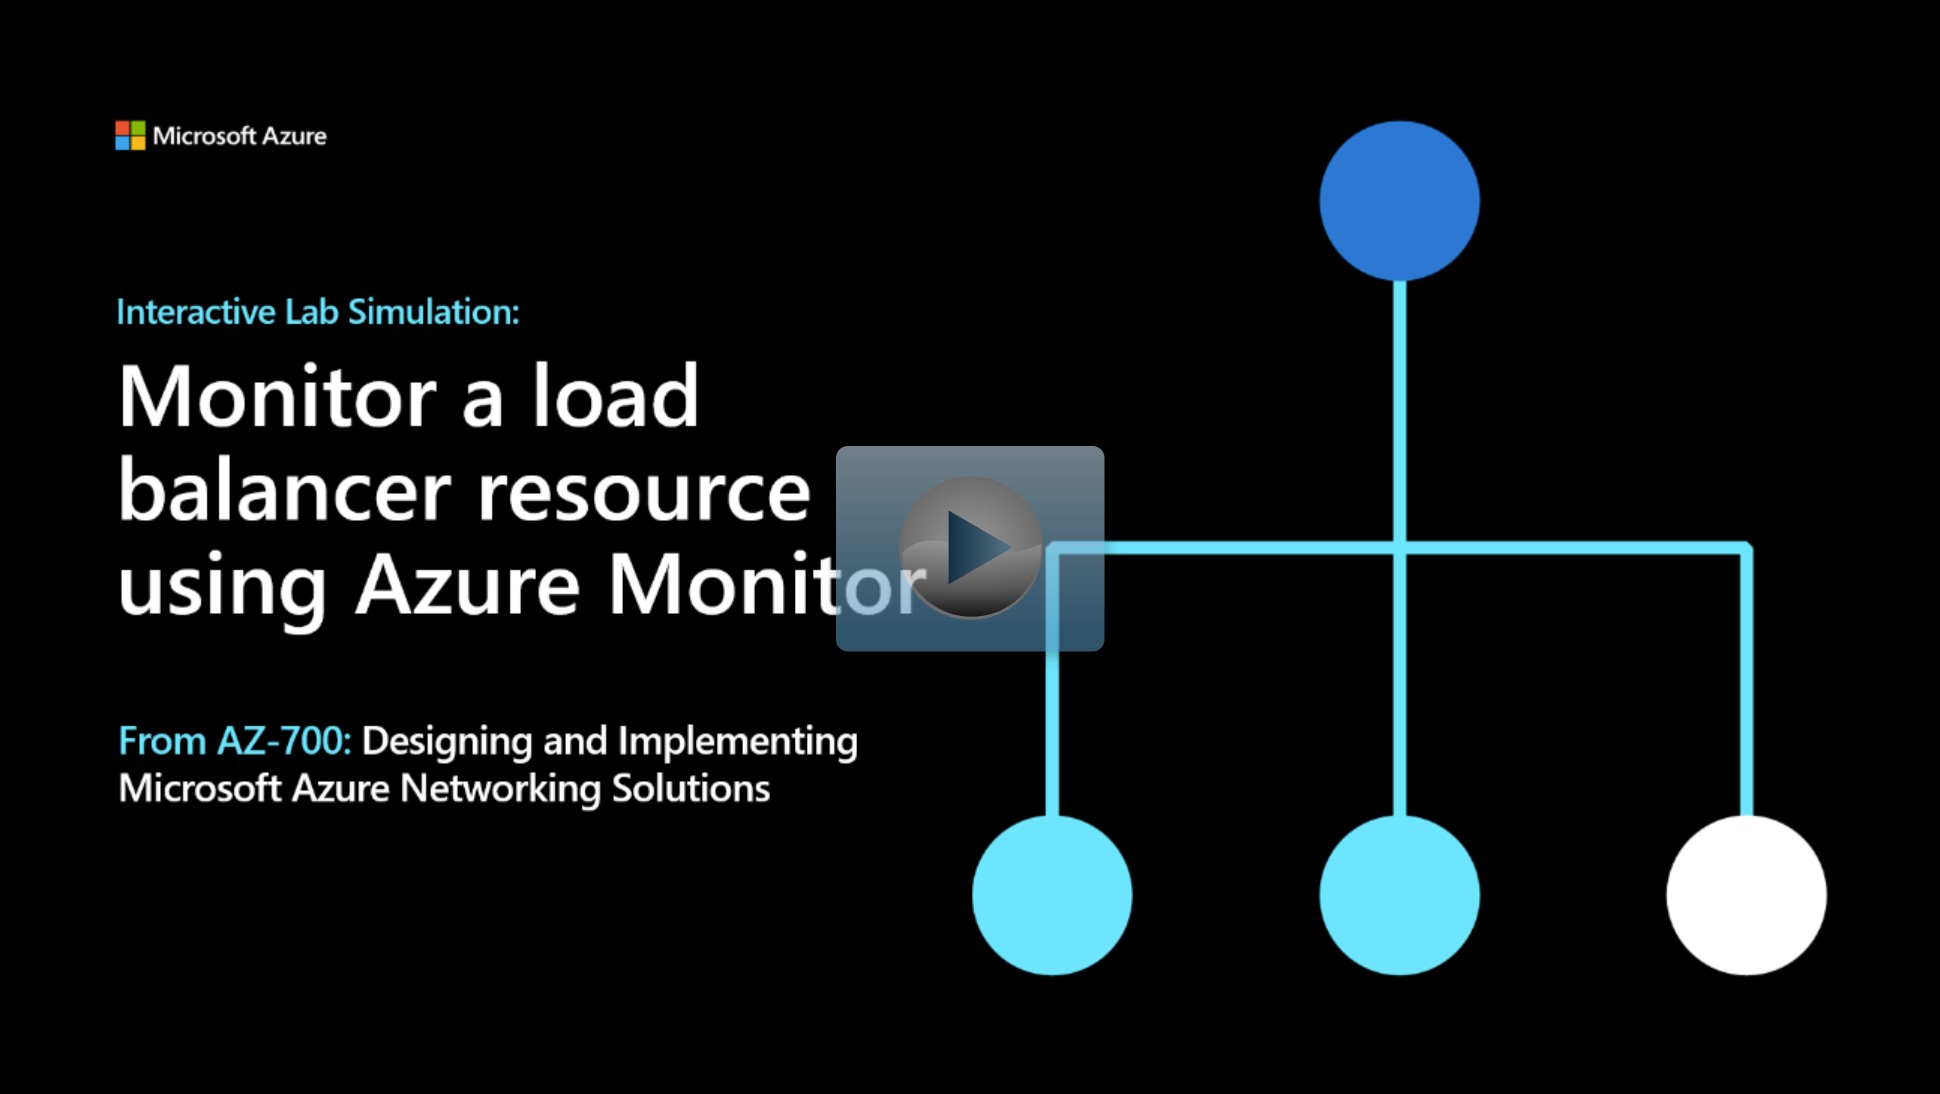 Microsoft Azure
Interactive Lab Simulation:
Monitor a load
balancer resource
using Azure Monitor
From AZ-700: Designing and Implementing
Microsoft Azure Networking Solutions